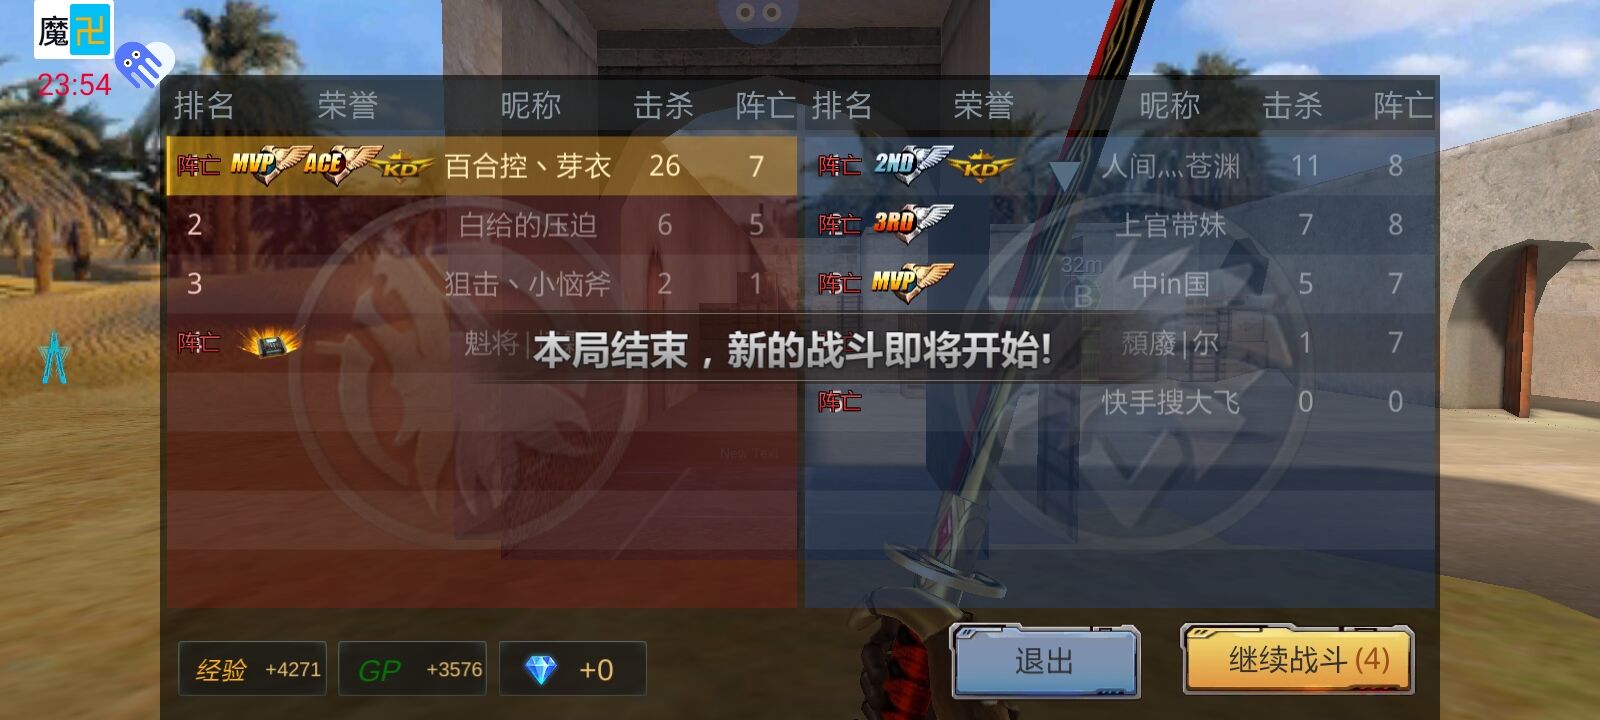 魔卍
23:54
排名 荣誉 昵称 击杀 阵亡 排名 荣誉 昵称 击杀 阵亡
阵亡 MVP ACE KD 百合控、芽衣 26 7
2 白给的压迫 6 5
3 狙击、小恼斧 2 1
阵亡 魁将|
阵亡 2ND KD 人间灬苍渊 11 8
阵亡 3RD 上官带妹 7 8
阵亡 MVP 中in国 5 7
頽廢|尔 1 7
阵亡 快手搜大飞 0 0
32m
B
本局结束，新的战斗即将开始!
New Text
经验 +4271 GP +3576 +0
退出 继续战斗(4)